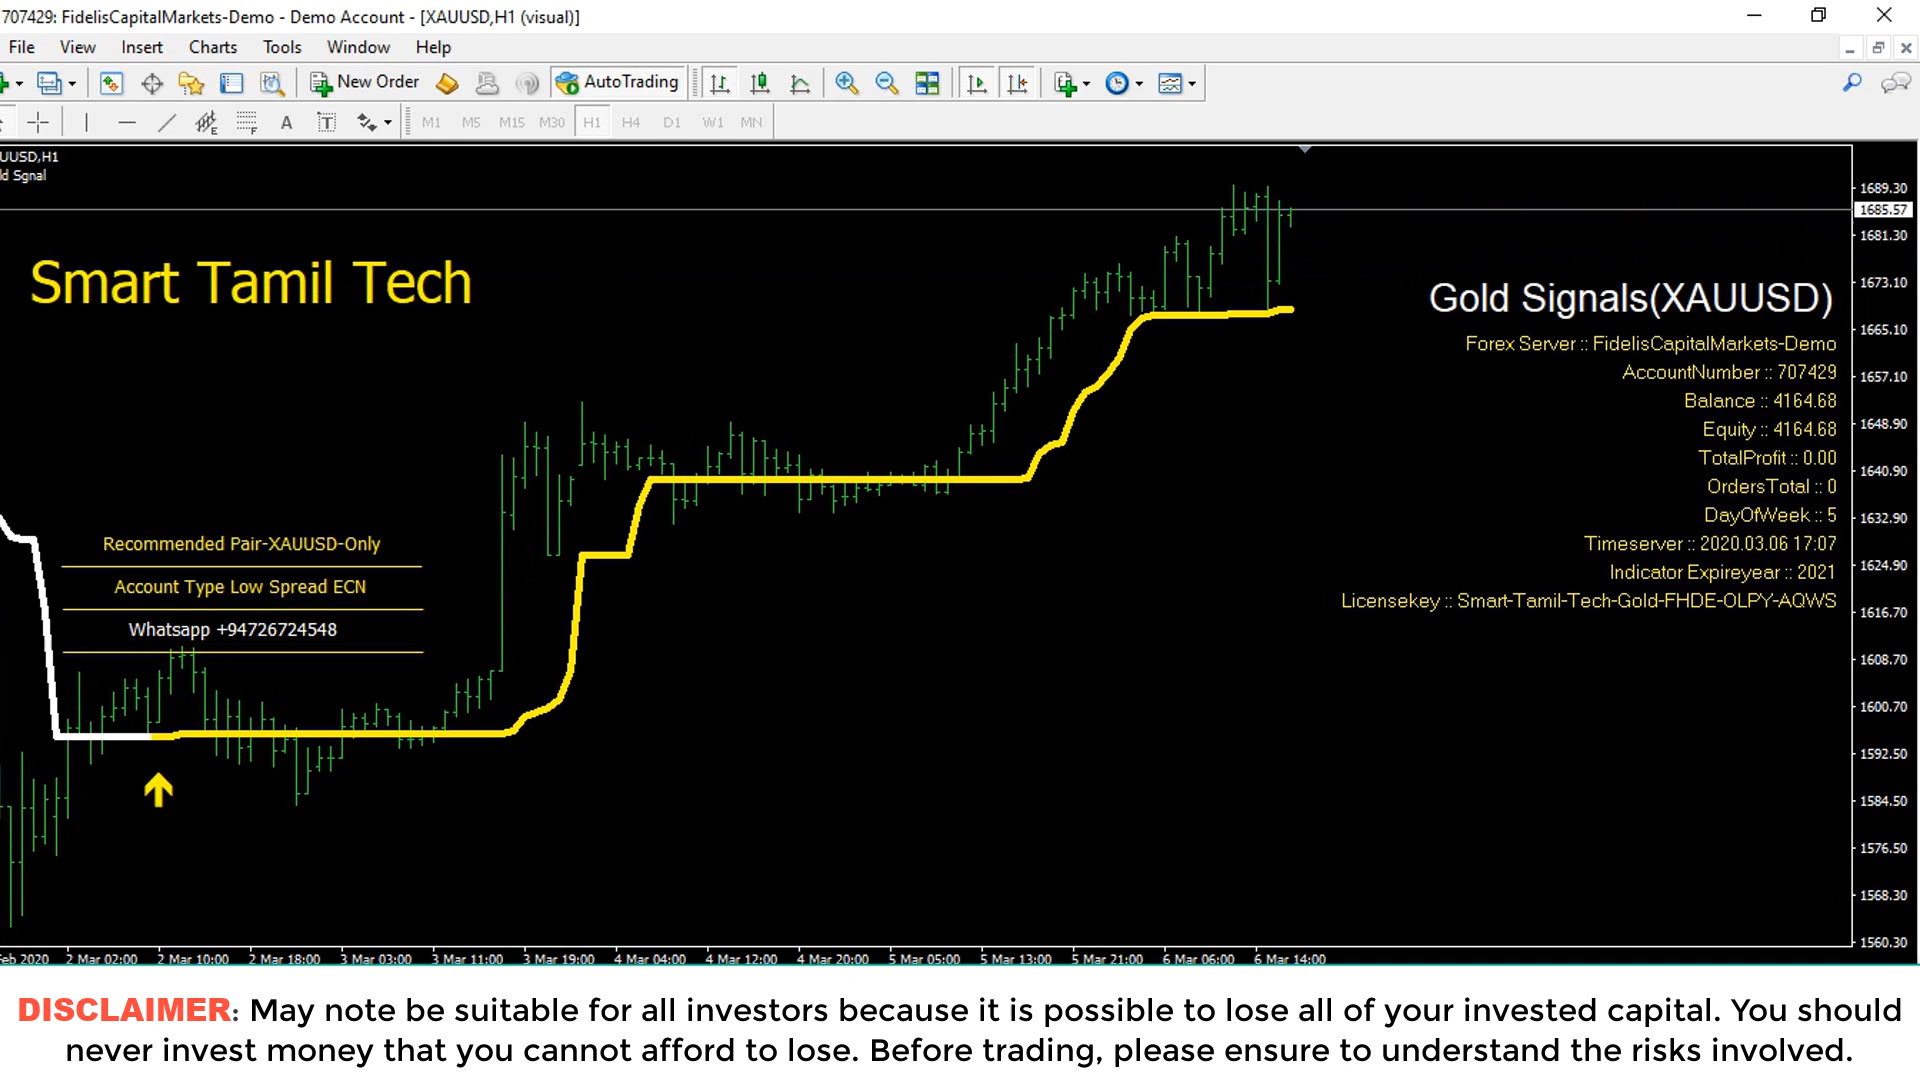 707429: FidelisCapitalMarkets-Demo - Demo Account - [XAUUSD,H1 (visual)]
File View Insert Charts Tools Window Help
New Order AutoTrading
A T M1 M5 M15 M30 H1 H4 D1 W1 MN
UUSD,H1
ld Sgnal
1689.30
1685.57
1681.30
Smart Tamil Tech
1673.10
Gold Signals(XAUUSD)
1665.10
Forex Server :: FidelisCapitalMarkets-Demo
AccountNumber :: 707429
1657.10
Balance :: 4164.68
1648.90
Equity :: 4164.68
TotalProfit :: 0.00
1640.90
OrdersTotal :: 0
DayOfWeek :: 5
1632.90
Timeserver :: 2020.03.06 17:07
1624.90
Indicator Expireyear :: 2021
Licensekey :: Smart-Tamil-Tech-Gold-FHDE-OLPY-AQWS
1616.70
Recommended Pair-XAUUSD-Only
Account Type Low Spread ECN
Whatsapp +94726724548
1608.70
1600.70
1592.50
1584.50
1576.50
1568.30
1560.30
eb 2020 2 Mar 02:00 2 Mar 10:00 2 Mar 18:00 3 Mar 03:00 3 Mar 11:00 3 Mar 19:00 4 Mar 04:00 4 Mar 12:00 4 Mar 20:00 5 Mar 05:00 5 Mar 13:00 5 Mar 21:00 6 Mar 06:00 6 Mar 14:00
DISCLAIMER: May note be suitable for all investors because it is possible to lose all of your invested capital. You should
never invest money that you cannot afford to lose. Before trading, please ensure to understand the risks involved.